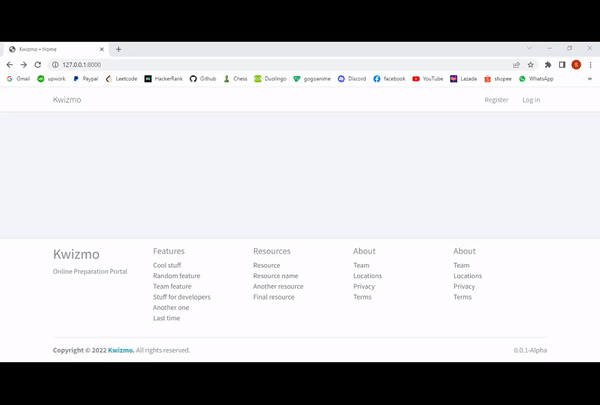 Kwizmo • Home
127.0.0.1:8000
Gmail upwork Paypal Leetcode HackerRank Github Chess Duolingo gogoanime Discord facebook YouTube Lazada shopee WhatsApp »
Kwizmo Register Log in
Kwizmo
Online Preparation Portal
Features
Cool stuff
Random feature
Team feature
Stuff for developers
Another one
Last time
Resources
Resource
Resource name
Another resource
Final resource
About
Team
Locations
Privacy
Terms
About
Team
Locations
Privacy
Terms
Copyright © 2022 Kwizmo. All rights reserved. 0.0.1-Alpha